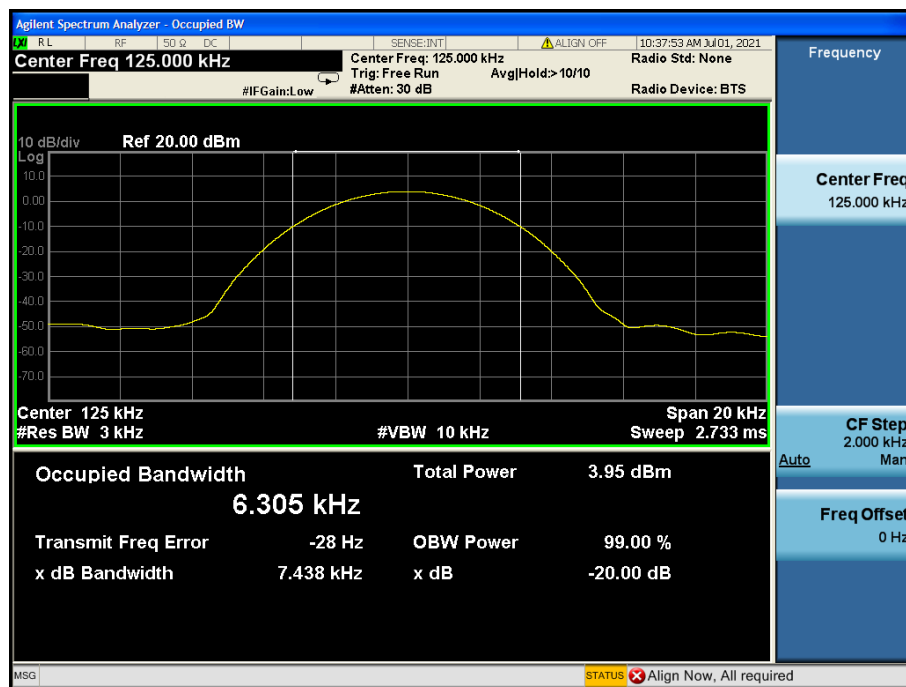 Agilent Spectrum Analyzer - Occupied BW
LXI RL RF 50 Ω DC SENSE:INT ALIGN OFF 10:37:53 AM Jul 01, 2021
Center Freq 125.000 kHz
Center Freq: 125.000 kHz
Radio Std: None
Trig: Free Run Avg|Hold:> 10/10
#IFGain:Low
#Atten: 30 dB
Radio Device: BTS
10 dB/div Ref 20.00 dBm
Log
10.0
0.00
-10.0
-20.0
-30.0
-40.0
-50.0
-60.0
-70.0
Center 125 kHz Span 20 kHz
#Res BW 3 kHz #VBW 10 kHz Sweep 2.733 ms
Occupied Bandwidth Total Power 3.95 dBm
6.305 kHz
Transmit Freq Error -28 Hz OBW Power 99.00 %
x dB Bandwidth 7.438 kHz x dB -20.00 dB
MSG STATUS Align Now, All required
Frequency
Center Freq
125.000 kHz
CF Step
2.000 kHz
Auto Man
Freq Offset
0 Hz